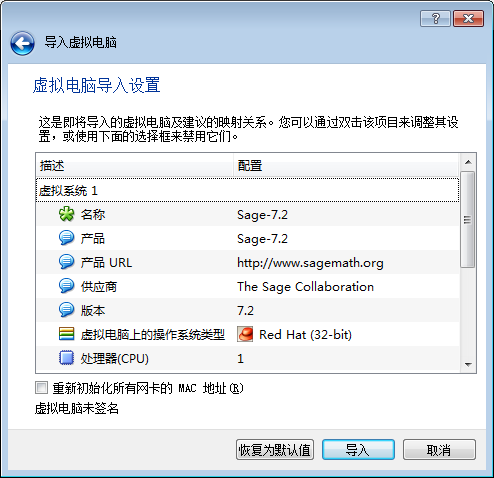 导入虚拟电脑
虚拟电脑导入设置
这是即将导入的虚拟电脑及建议的映射关系。您可以通过双击该项目来调整其设
置，或使用下面的选择框来禁用它们。
描述 配置
虚拟系统 1
名称 Sage-7.2
产品 Sage-7.2
产品 URL http://www.sagemath.org
供应商 The Sage Collaboration
版本 7.2
虚拟电脑上的操作系统类型 Red Hat (32-bit)
处理器(CPU) 1
重新初始化所有网卡的 MAC 地址(R)
虚拟电脑未签名
恢复为默认值 导入 取消